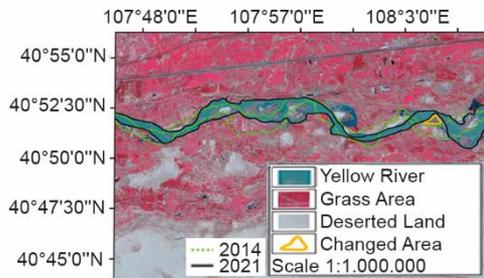 107°48'0"E 107°57'0"E 108°3'0"E
40°55'0"N
40°52'30"N
40°50'0"N
40°47'30"N
40°45'0"N
Yellow River
Grass Area
Deserted Land
Changed Area
2014
2021
Scale 1:1.000.000